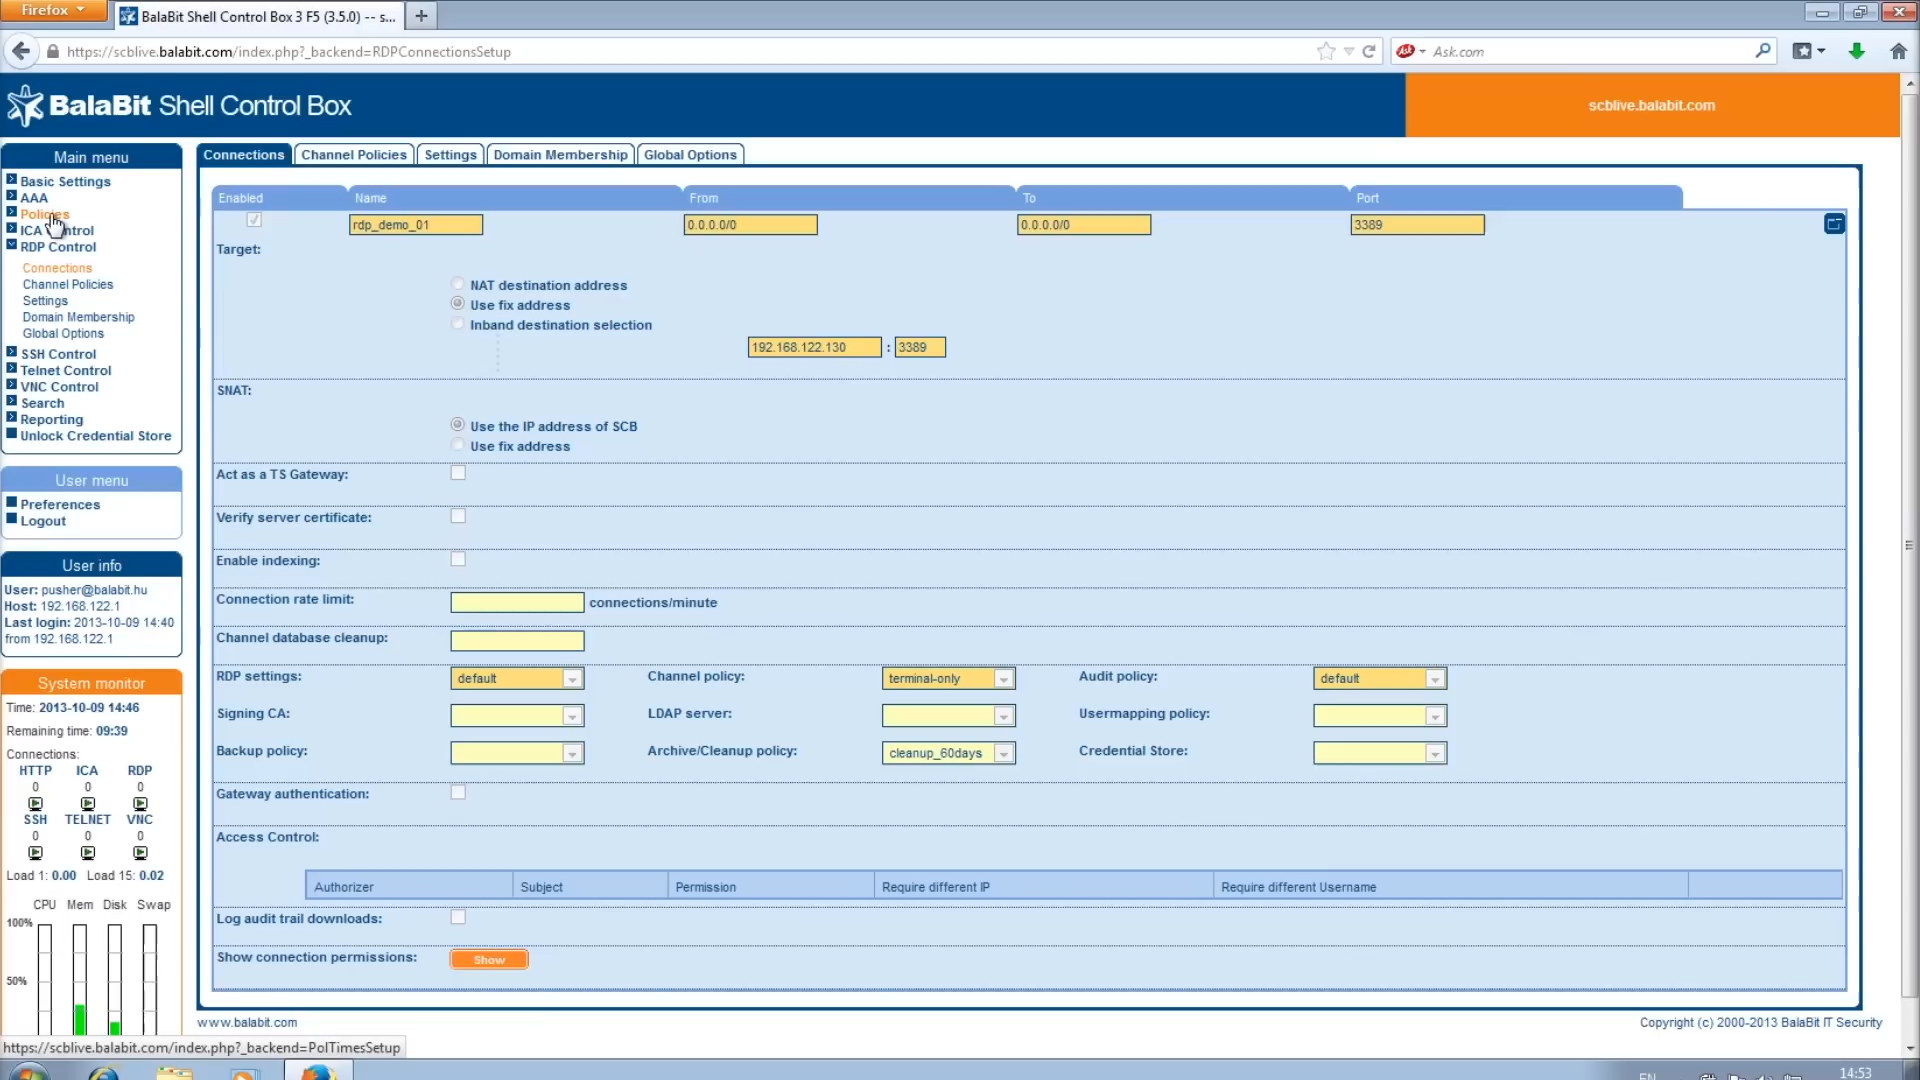 Firefox
BalaBit Shell Control Box 3 F5 (3.5.0) -- s...
https://scblive.balabit.com/index.php?_backend=RDPConnectionsSetup
Ask
Ask.com
BalaBit Shell Control Box
scblive.balabit.com
Main menu
Basic Settings
AAA
Policies
ICA Control
RDP Control
Connections
Channel Policies
Settings
Domain Membership
Global Options
SSH Control
Telnet Control
VNC Control
Search
Reporting
Unlock Credential Store
User menu
Preferences
Logout
User info
User: pusher@balabit.hu
Host: 192.168.122.1
Last login: 2013-10-09 14:40
from 192.168.122.1
System monitor
Time: 2013-10-09 14:46
Remaining time: 09:39
Connections:
HTTP ICA RDP
0 0 0
SSH TELNET VNC
0 0 0
Load 1: 0.00 Load 15: 0.02
CPU Mem Disk Swap
100%
50%
Connections Channel Policies Settings Domain Membership Global Options
Enabled Name From To Port
rdp_demo_01 0.0.0.0/0 0.0.0.0/0 3389
Target:
NAT destination address
Use fix address
Inband destination selection
192.168.122.130 : 3389
SNAT:
Use the IP address of SCB
Use fix address
Act as a TS Gateway:
Verify server certificate:
Enable indexing:
Connection rate limit: connections/minute
Channel database cleanup:
RDP settings: default Channel policy: terminal-only Audit policy: default
Signing CA: LDAP server: Usermapping policy:
Backup policy: Archive/Cleanup policy: cleanup_60days Credential Store:
Gateway authentication:
Access Control:
Authorizer Subject Permission Require different IP Require different Username
Log audit trail downloads:
Show connection permissions: Show
www.balabit.com
Copyright (c) 2000-2013 BalaBit IT Security
https://scblive.balabit.com/index.php?_backend=PolTimesSetup
EN
14:53